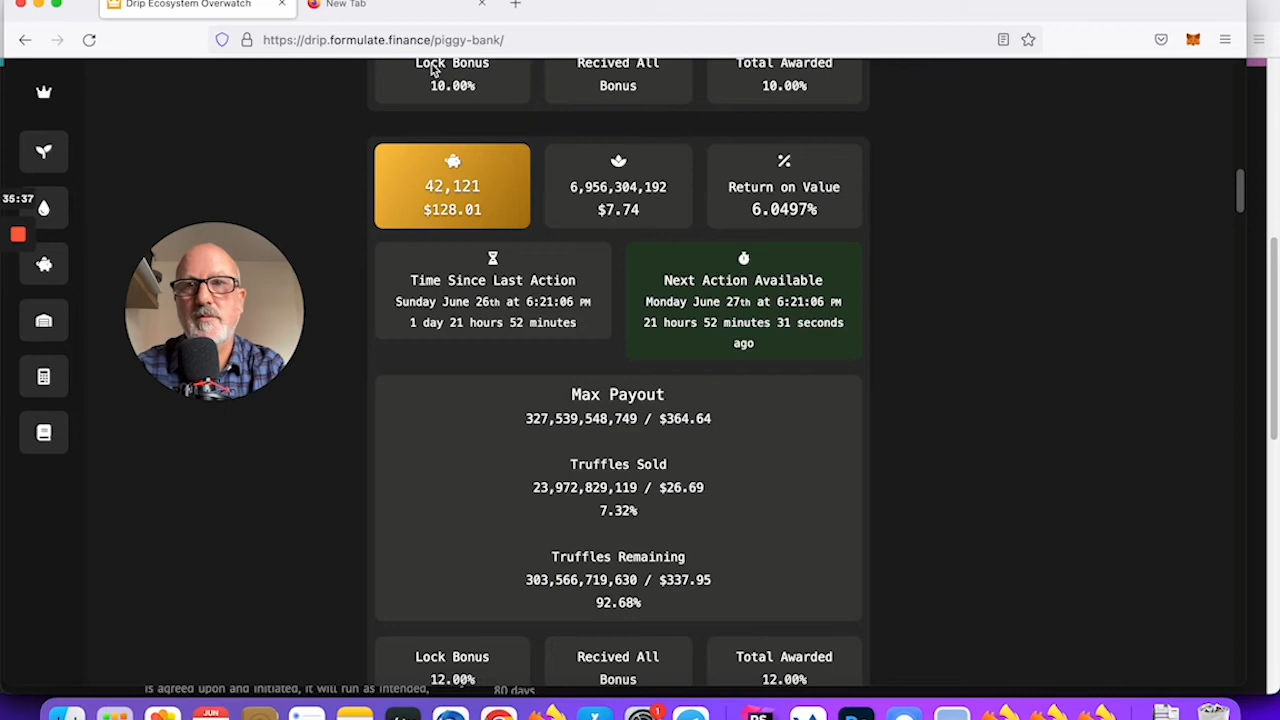 Drip Ecosystem Overwatch
New Tab
https://drip.formulate.finance/piggy-bank/
Lock Bonus
10.00%
Recived All
Bonus
Total Awarded
10.00%
42,121
$128.01
6,956,304,192
$7.74
Return on Value
6.0497%
35:37
Time Since Last Action
Sunday June 26th at 6:21:06 PM
1 day 21 hours 52 minutes
Next Action Available
Monday June 27th at 6:21:06 PM
21 hours 52 minutes 31 seconds
ago
Max Payout
327,539,548,749 / $364.64
Truffles Sold
23,972,829,119 / $26.69
7.32%
Truffles Remaining
303,566,719,630 / $337.95
92.68%
Lock Bonus
12.00%
Recived All
Bonus
Total Awarded
12.00%
is agreed upon and initiated, it will run as intended,
80 days
JUN
1